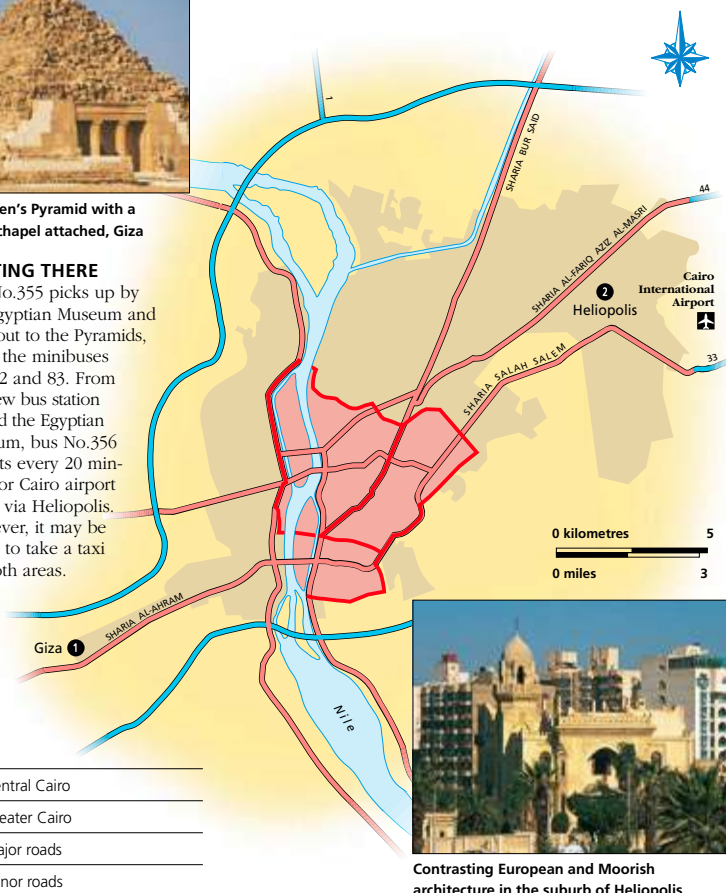 en's Pyramid with a
chapel attached, Giza
TING THERE
No.355 picks up by
gyptian Museum and
out to the Pyramids,
the minibuses
2 and 83. From
ew bus station
d the Egyptian
um, bus No.356
ts every 20 min-
or Cairo airport
via Heliopolis.
ever, it may be
to take a taxi
oth areas.
1
SHARIA BUR SAID
44
SHARIA AL-FARIQ AZIZ AL-MASRI
Cairo
International
Airport
2
Heliopolis
SHARIA SALAH SALEM
33
0 kilometres 5
0 miles 3
SHARIA AL-AHRAM
Giza 1
Nile
entral Cairo
eater Cairo
ajor roads
nor roads
Contrasting European and Moorish
architecture in the suburb of Heliopolis